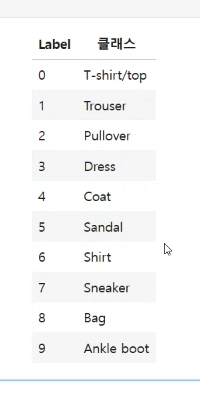 Label 클래스
0 T-shirt/top
1 Trouser
2 Pullover
3 Dress
4 Coat
5 Sandal
6 Shirt
7 Sneaker
8 Bag
9 Ankle boot